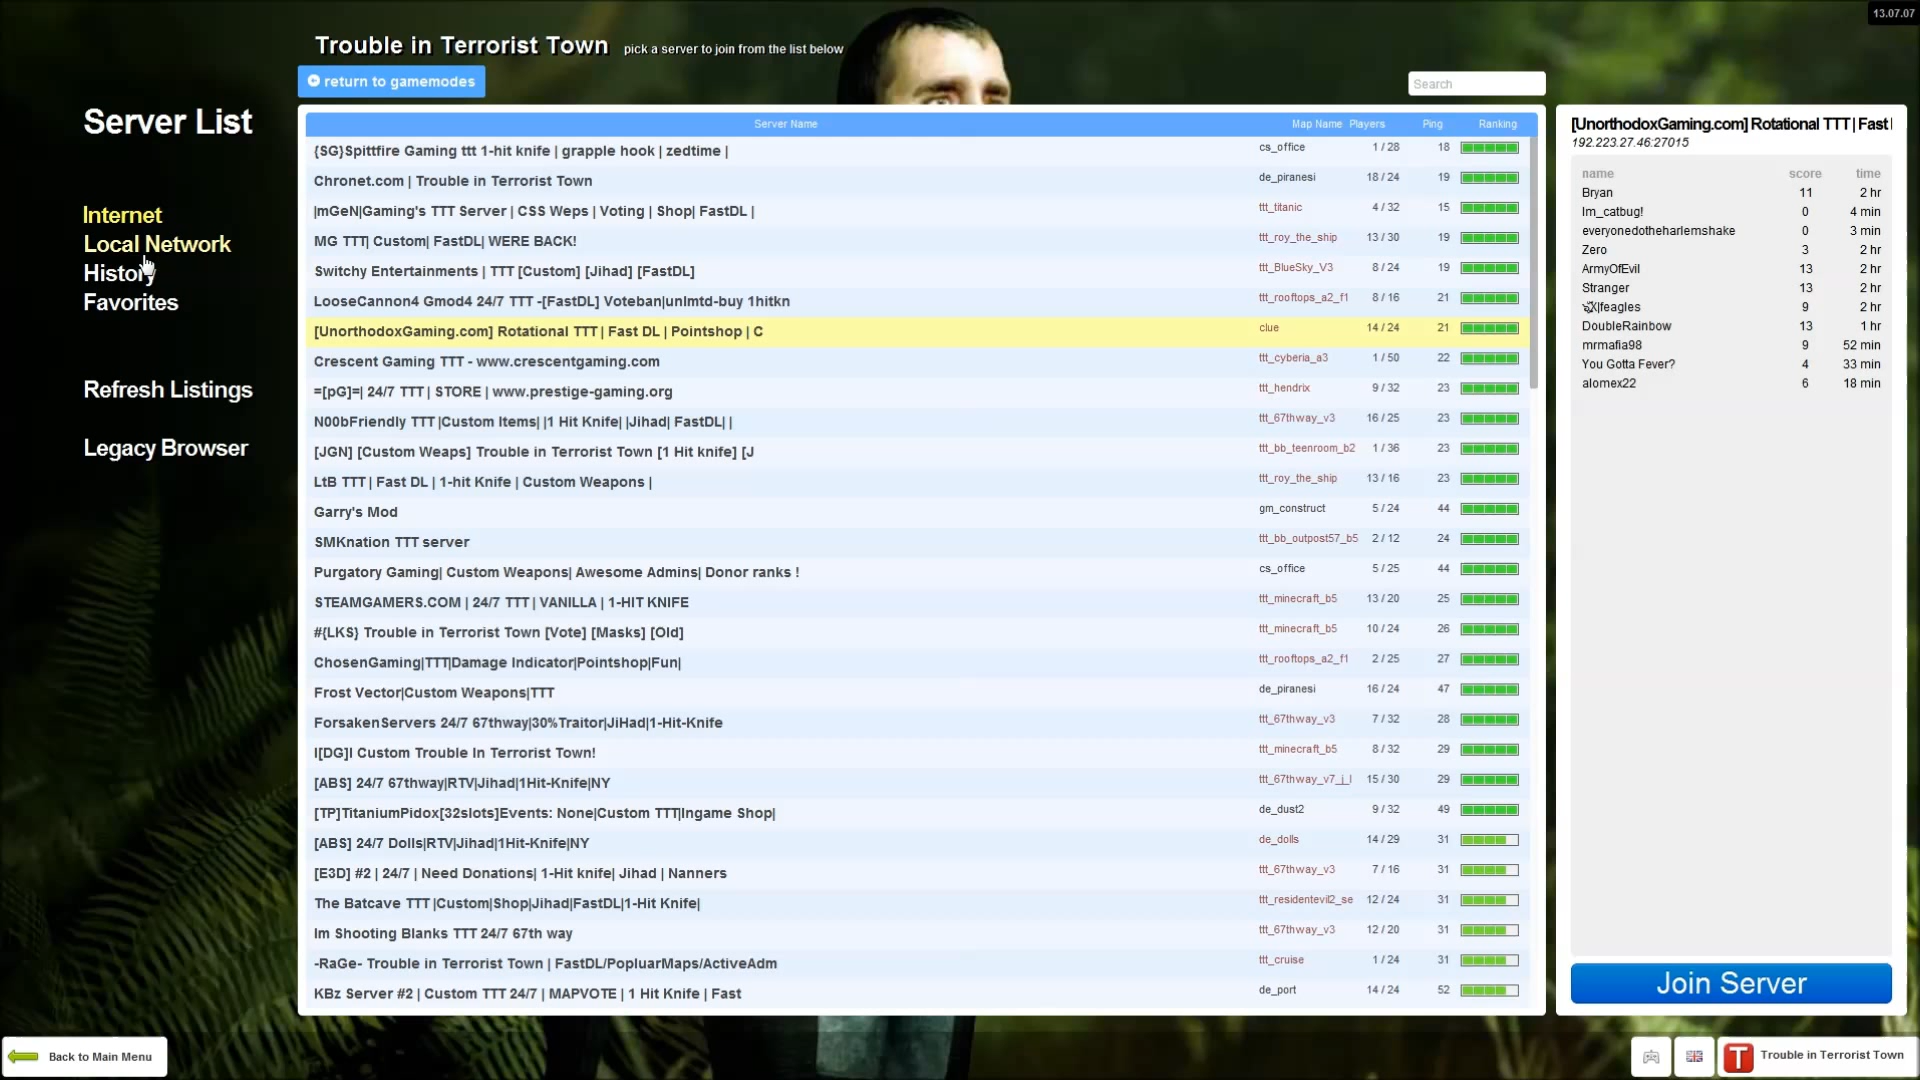 13.07.07
Trouble in Terrorist Town pick a server to join from the list below
return to gamemodes
Search
Server List
Internet
Local Network
History
Favorites
Refresh Listings
Legacy Browser
Server Name Map Name Players Ping Ranking
{SG}Spittfire Gaming ttt 1-hit knife | grapple hook | zedtime | cs_office 1 / 28 18
Chronet.com | Trouble in Terrorist Town de_piranesi 18 / 24 19
|mGeN|Gaming's TTT Server | CSS Weps | Voting | Shop| FastDL | ttt_titanic 4 / 32 15
MG TTT| Custom| FastDL| WERE BACK! ttt_roy_the_ship 13 / 30 19
Switchy Entertainments | TTT [Custom] [Jihad] [FastDL] ttt_BlueSky_V3 8 / 24 19
LooseCannon4 Gmod4 24/7 TTT -[FastDL] Voteban|unlmtd-buy 1hitkn ttt_rooftops_a2_f1 8 / 16 21
[UnorthodoxGaming.com] Rotational TTT | Fast DL | Pointshop | C clue 14 / 24 21
Crescent Gaming TTT - www.crescentgaming.com ttt_cyberia_a3 1 / 50 22
=[pG]=| 24/7 TTT | STORE | www.prestige-gaming.org ttt_hendrix 9 / 32 23
N00bFriendly TTT |Custom Items| |1 Hit Knife| |Jihad| FastDL| | ttt_67thway_v3 16 / 25 23
[JGN] [Custom Weaps] Trouble in Terrorist Town [1 Hit knife] [J ttt_bb_teenroom_b2 1 / 36 23
LtB TTT | Fast DL | 1-hit Knife | Custom Weapons | ttt_roy_the_ship 13 / 16 23
Garry's Mod gm_construct 5 / 24 44
SMKnation TTT server ttt_bb_outpost57_b5 2 / 12 24
Purgatory Gaming| Custom Weapons| Awesome Admins| Donor ranks ! cs_office 5 / 25 44
STEAMGAMERS.COM | 24/7 TTT | VANILLA | 1-HIT KNIFE ttt_minecraft_b5 13 / 20 25
#{LKS} Trouble in Terrorist Town [Vote] [Masks] [Old] ttt_minecraft_b5 10 / 24 26
ChosenGaming|TTT|Damage Indicator|Pointshop|Fun| ttt_rooftops_a2_f1 2 / 25 27
Frost Vector|Custom Weapons|TTT de_piranesi 16 / 24 47
ForsakenServers 24/7 67thway|30%Traitor|JiHad|1-Hit-Knife ttt_67thway_v3 7 / 32 28
I[DG]I Custom Trouble In Terrorist Town! ttt_minecraft_b5 8 / 32 29
[ABS] 24/7 67thway|RTV|Jihad|1Hit-Knife|NY ttt_67thway_v7_j_l 15 / 30 29
[TP]TitaniumPidox[32slots]Events: None|Custom TTT|Ingame Shop| de_dust2 9 / 32 49
[ABS] 24/7 Dolls|RTV|Jihad|1Hit-Knife|NY de_dolls 14 / 29 31
[E3D] #2 | 24/7 | Need Donations| 1-Hit knife| Jihad | Nanners ttt_67thway_v3 7 / 16 31
The Batcave TTT |Custom|Shop|Jihad|FastDL|1-Hit Knife| ttt_residentevil2_se 12 / 24 31
Im Shooting Blanks TTT 24/7 67th way ttt_67thway_v3 12 / 20 31
-RaGe- Trouble in Terrorist Town | FastDL/PopluarMaps/ActiveAdm ttt_cruise 1 / 24 31
KBz Server #2 | Custom TTT 24/7 | MAPVOTE | 1 Hit Knife | Fast de_port 14 / 24 52
[UnorthodoxGaming.com] Rotational TTT | Fast
192.223.27.46:27015
name score time
Bryan 11 2 hr
Im_catbug! 0 4 min
everyonedotheharlemshake 0 3 min
Zero 3 2 hr
ArmyOfEvil 13 2 hr
Stranger 13 2 hr
X|feagles 9 2 hr
DoubleRainbow 13 1 hr
mrmafia98 9 52 min
You Gotta Fever? 4 33 min
alomex22 6 18 min
Join Server
Back to Main Menu
T Trouble in Terrorist Town